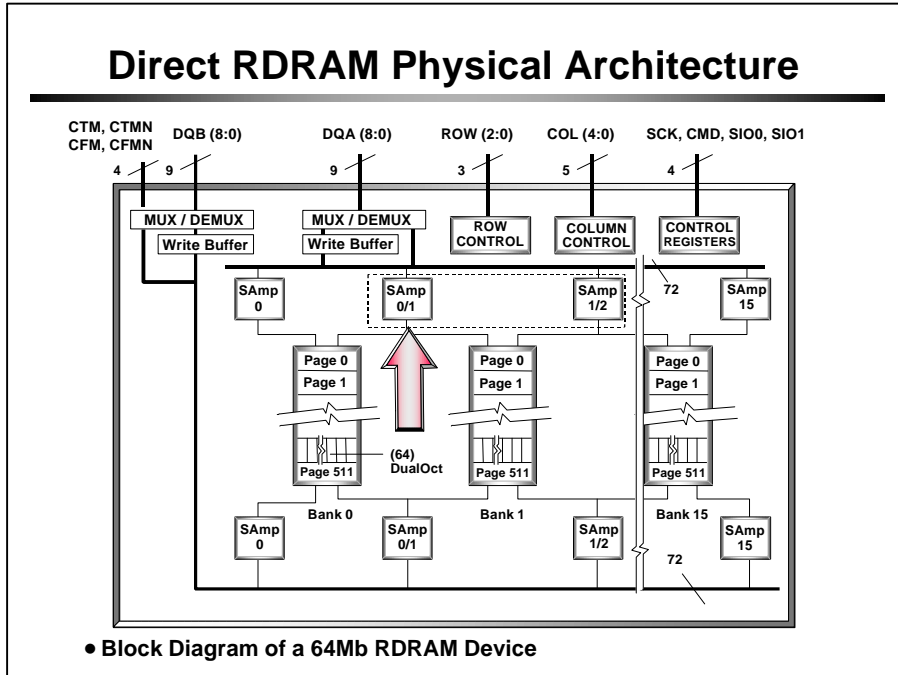 Direct RDRAM Physical Architecture
CTM, CTMN
CFM, CFMN
DQB (8:0)
DQA (8:0)
ROW (2:0)
COL (4:0)
SCK, CMD, SIO0, SIO1
4
9
9
3
5
4
MUX / DEMUX
Write Buffer
MUX / DEMUX
Write Buffer
ROW
CONTROL
COLUMN
CONTROL
CONTROL
REGISTERS
72
SAmp
0
SAmp
0/1
SAmp
1/2
SAmp
15
Page 0
Page 1
Page 0
Page 1
Page 0
Page 1
(64)
DualOct
Page 511
Page 511
Page 511
Bank 0
Bank 1
Bank 15
SAmp
0
SAmp
0/1
SAmp
1/2
SAmp
15
72
• Block Diagram of a 64Mb RDRAM Device